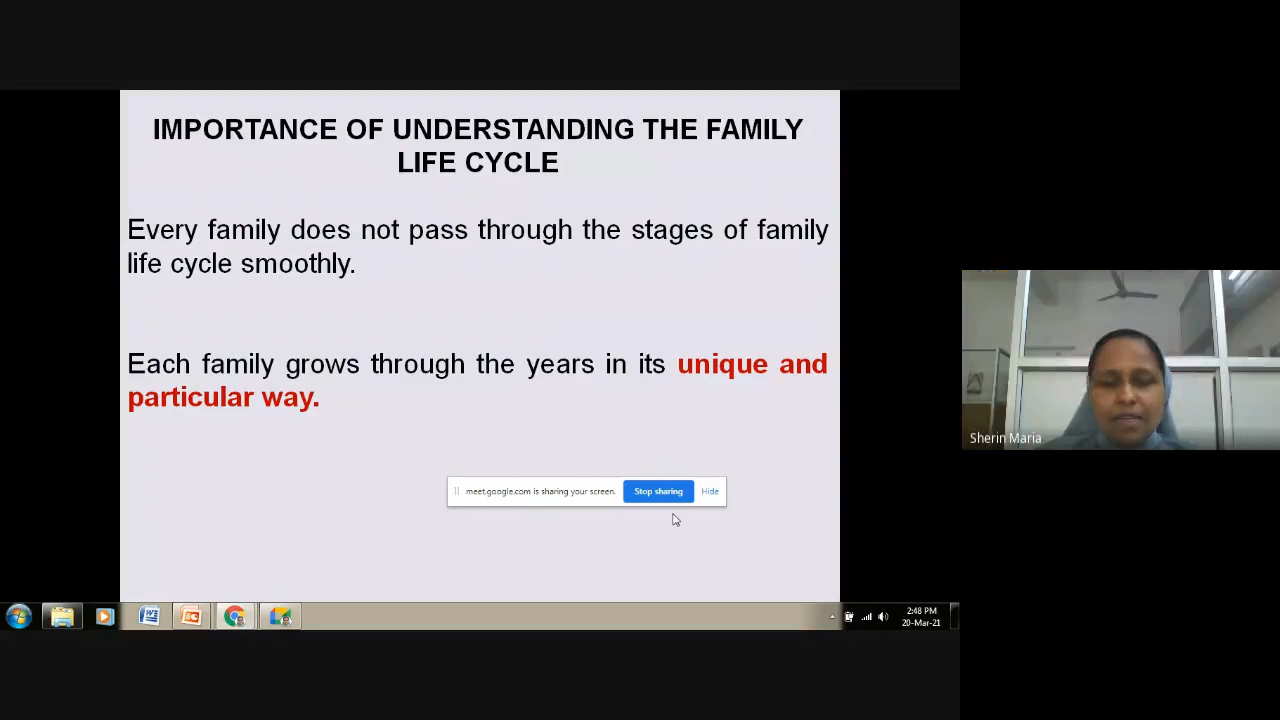 IMPORTANCE OF UNDERSTANDING THE FAMILY
LIFE CYCLE
Every family does not pass through the stages of family
life cycle smoothly.
Each family grows through the years in its unique and
particular way.
meet.google.com is sharing your screen. Stop sharing Hide
Sherin Maria
2:48 PM
20-Mar-21